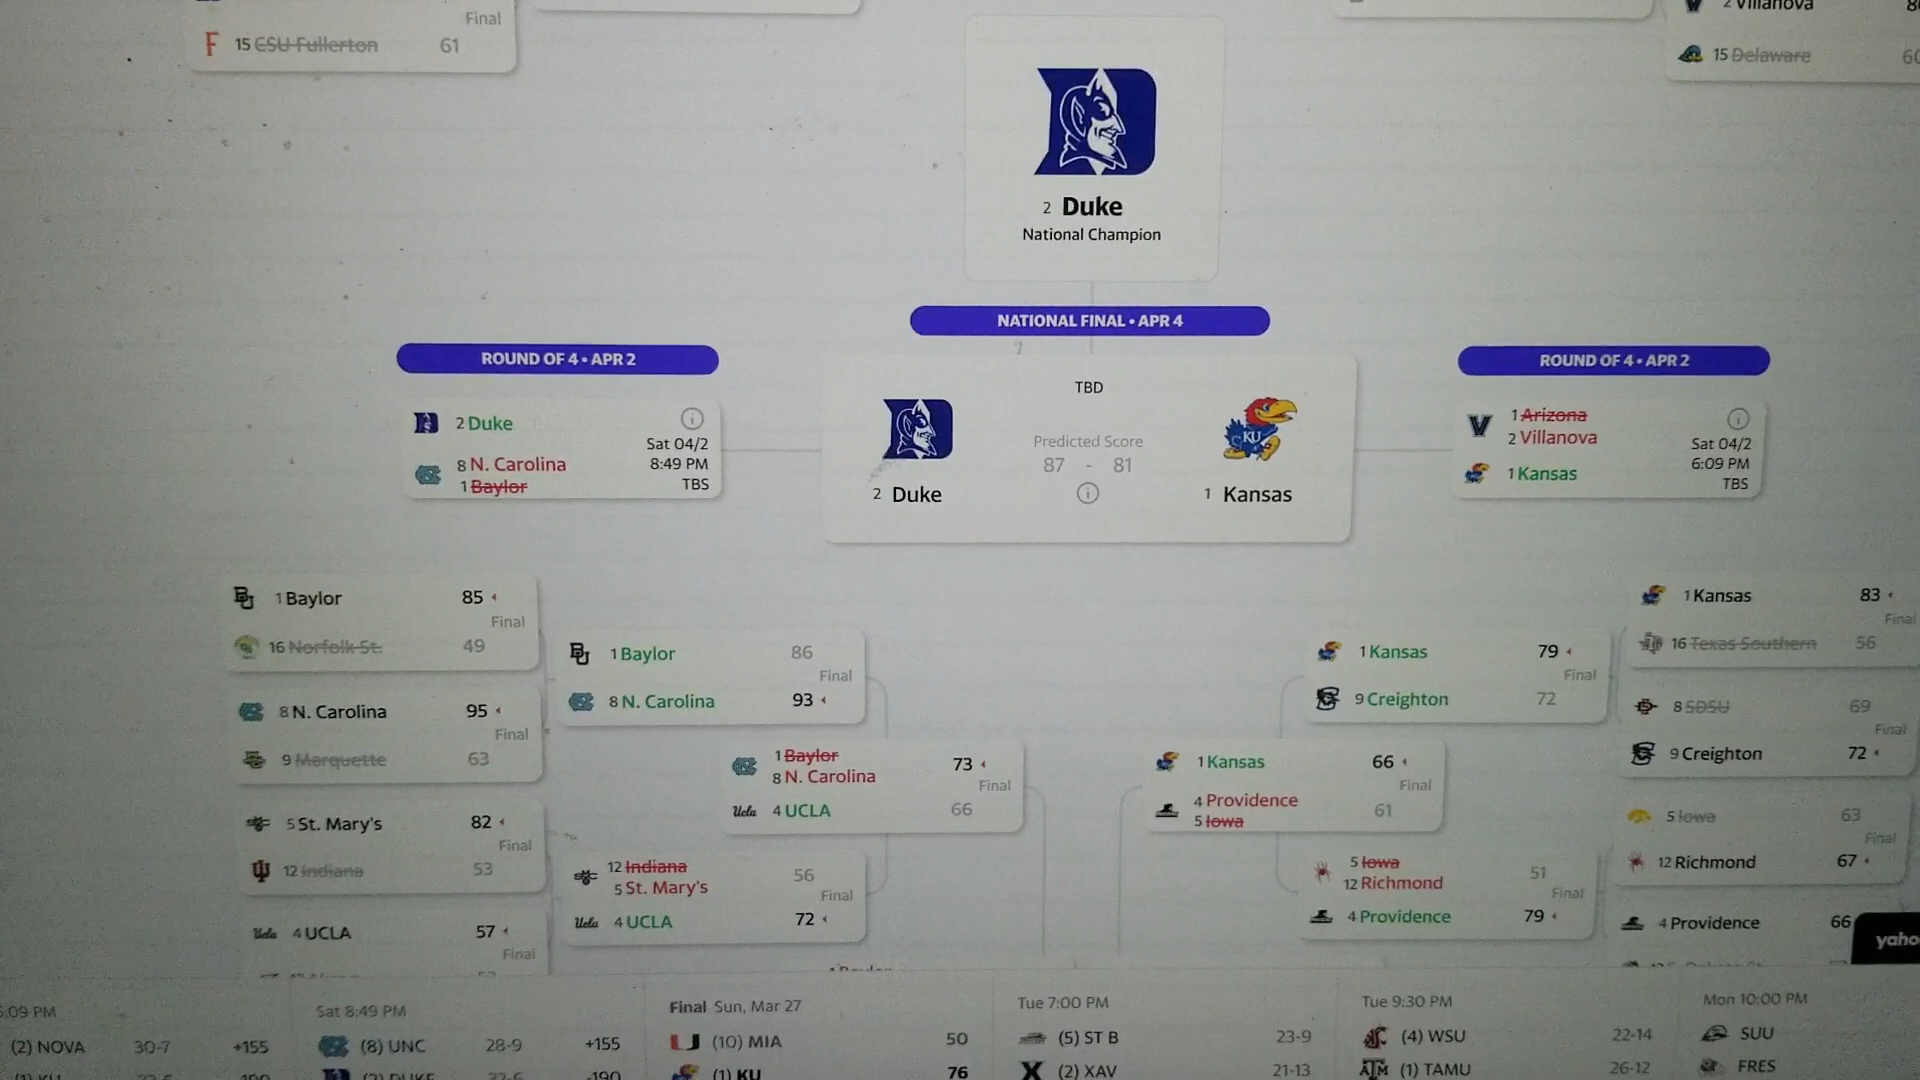 Final
15 CSU Fullerton 61
2 Villanova
15 Delaware
2 Duke
National Champion
NATIONAL FINAL • APR 4
ROUND OF 4 • APR 2
2 Duke
8 N. Carolina
1 Baylor
Sat 04/2
8:49 PM
TBS
TBD
Predicted Score
87 - 81
2 Duke
1 Kansas
ROUND OF 4 • APR 2
1 Arizona
2 Villanova
1 Kansas
Sat 04/2
6:09 PM
TBS
1 Baylor 85
Final
16 Norfolk St. 49
8 N. Carolina 95
Final
9 Marquette 63
5 St. Mary's 82
Final
12 Indiana 53
Ucla 4 UCLA 57
Final
1 Baylor 86
Final
8 N. Carolina 93
12 Indiana
5 St. Mary's 56
Final
Ucla 4 UCLA 72
1 Baylor
8 N. Carolina 73
Final
Ucla 4 UCLA 66
1 Kansas 66
Final
4 Providence
5 Iowa 61
1 Kansas 79
Final
9 Creighton 72
5 Iowa
12 Richmond 51
Final
4 Providence 79
1 Kansas 83
Final
16 Texas Southern 56
8 SDSU 69
Final
9 Creighton 72
5 Iowa 63
Final
12 Richmond 67
4 Providence 66
yaho
:09 PM
(2) NOVA 30-7 +155
Sat 8:49 PM
(8) UNC 28-9 +155
(2) DUKE 32-6 -190
Final Sun, Mar 27
(10) MIA 50
(1) KU 76
Tue 7:00 PM
(5) ST B 23-9
(2) XAV 21-13
Tue 9:30 PM
(4) WSU 22-14
(1) TAMU 26-12
Mon 10:00 PM
SUU
FRES